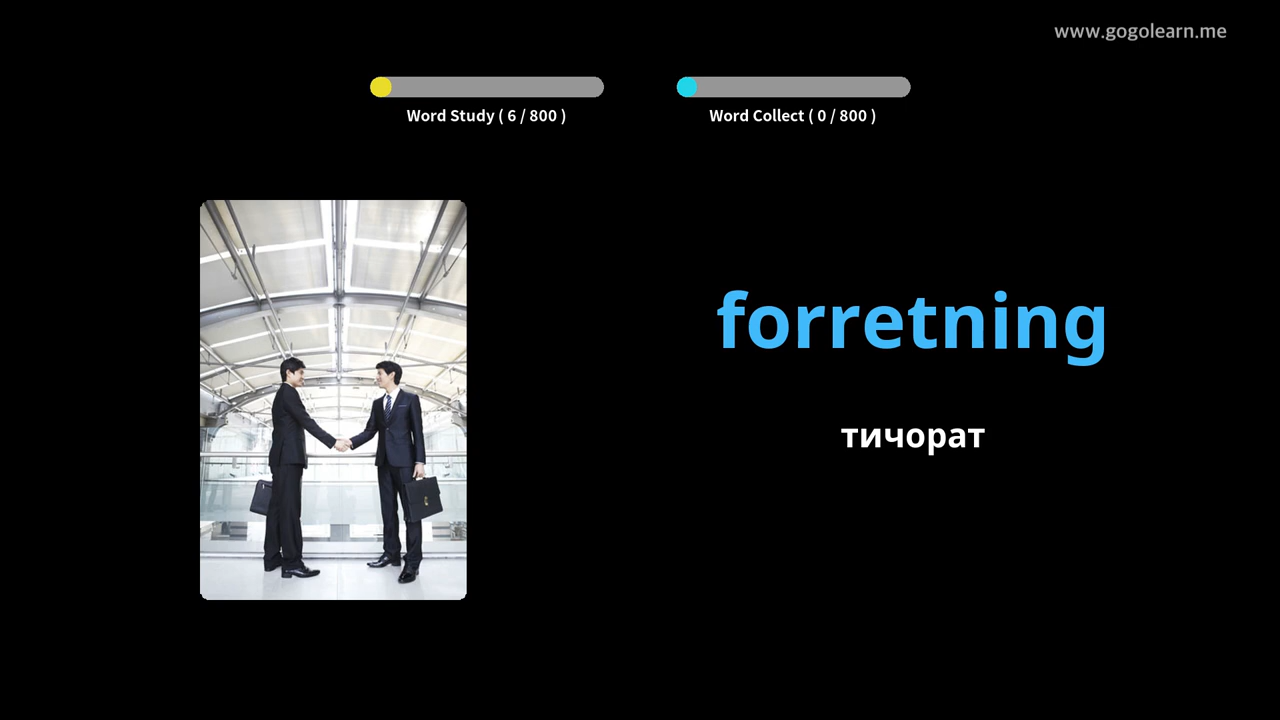 www.gogolearn.me
Word Study ( 6 / 800 )
Word Collect ( 0 / 800 )
forretning
тичорат